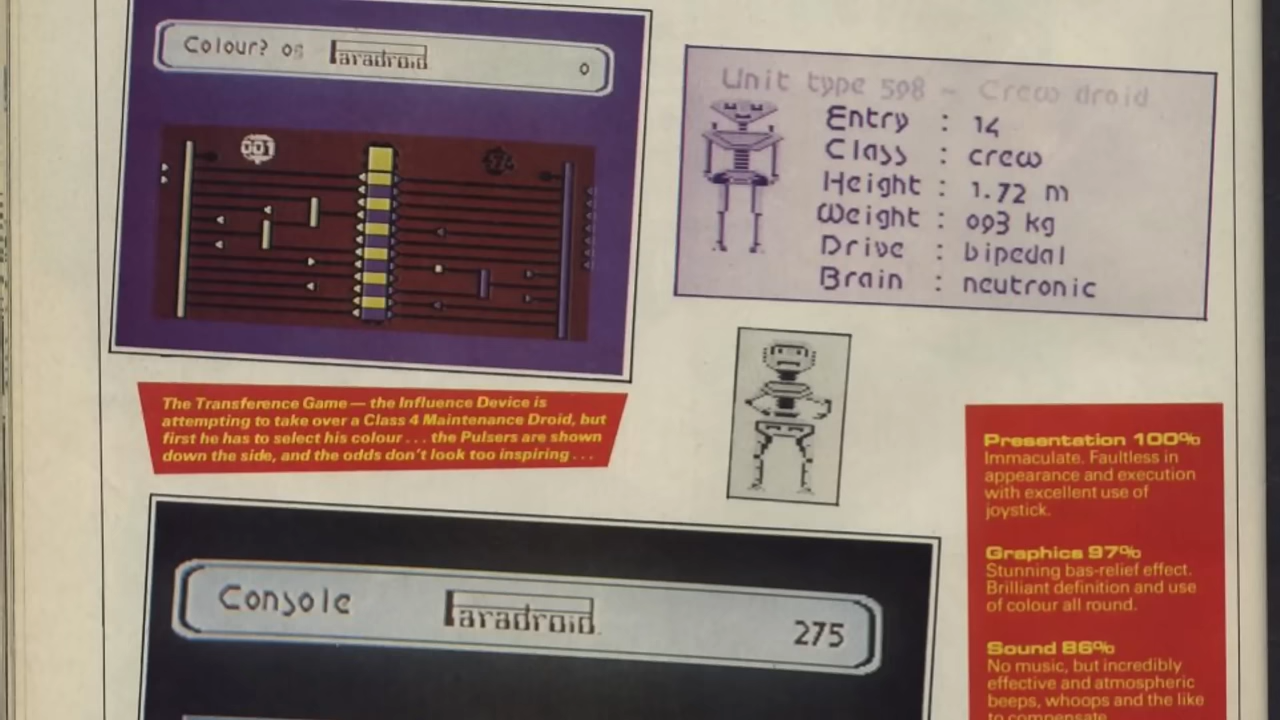 Colour? 09 Paradroid 0
001 574
The Transference Game — the Influence Device is
attempting to take over a Class 4 Maintenance Droid, but
first he has to select his colour . . . the Pulsers are shown
down the side, and the odds don't look too inspiring . . .
Unit type 598 - Crew droid
Entry : 14
Class : crew
Height : 1.72 m
Weight : 093 kg
Drive : bipedal
Brain : neutronic
Console Paradroid 275
Presentation 100%
Immaculate. Faultless in
appearance and execution
with excellent use of
joystick.
Graphics 97%
Stunning bas-relief effect.
Brilliant definition and use
of colour all round.
Sound 86%
No music, but incredibly
effective and atmospheric
beeps, whoops and the like
to compensate.